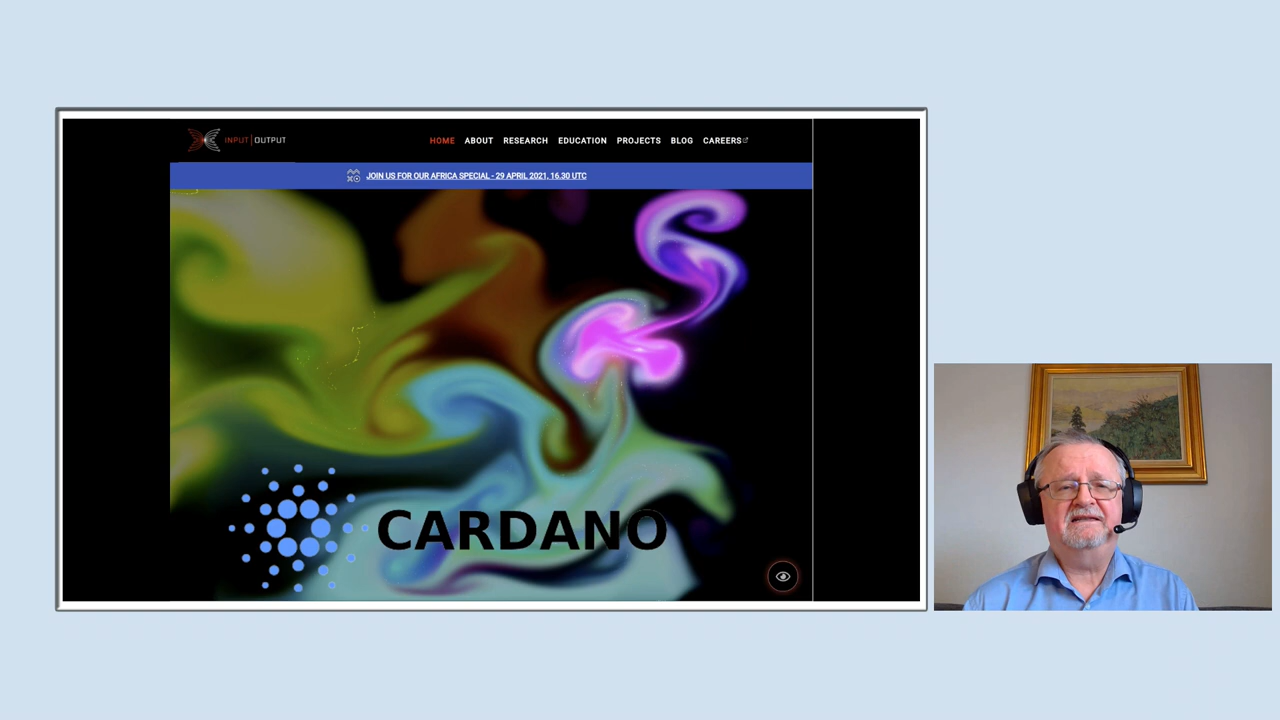 INPUT | OUTPUT
HOME ABOUT RESEARCH EDUCATION PROJECTS BLOG CAREERS
JOIN US FOR OUR AFRICA SPECIAL - 29 APRIL 2021, 16.30 UTC
CARDANO